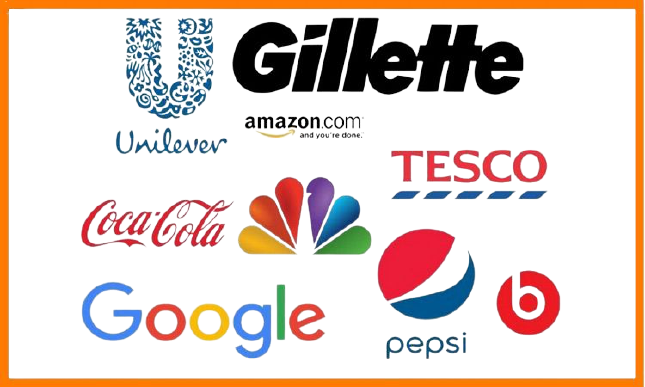 Unilever
Gillette
amazon.com
and you're done.
TESCO
Coca-Cola
Google
pepsi
b